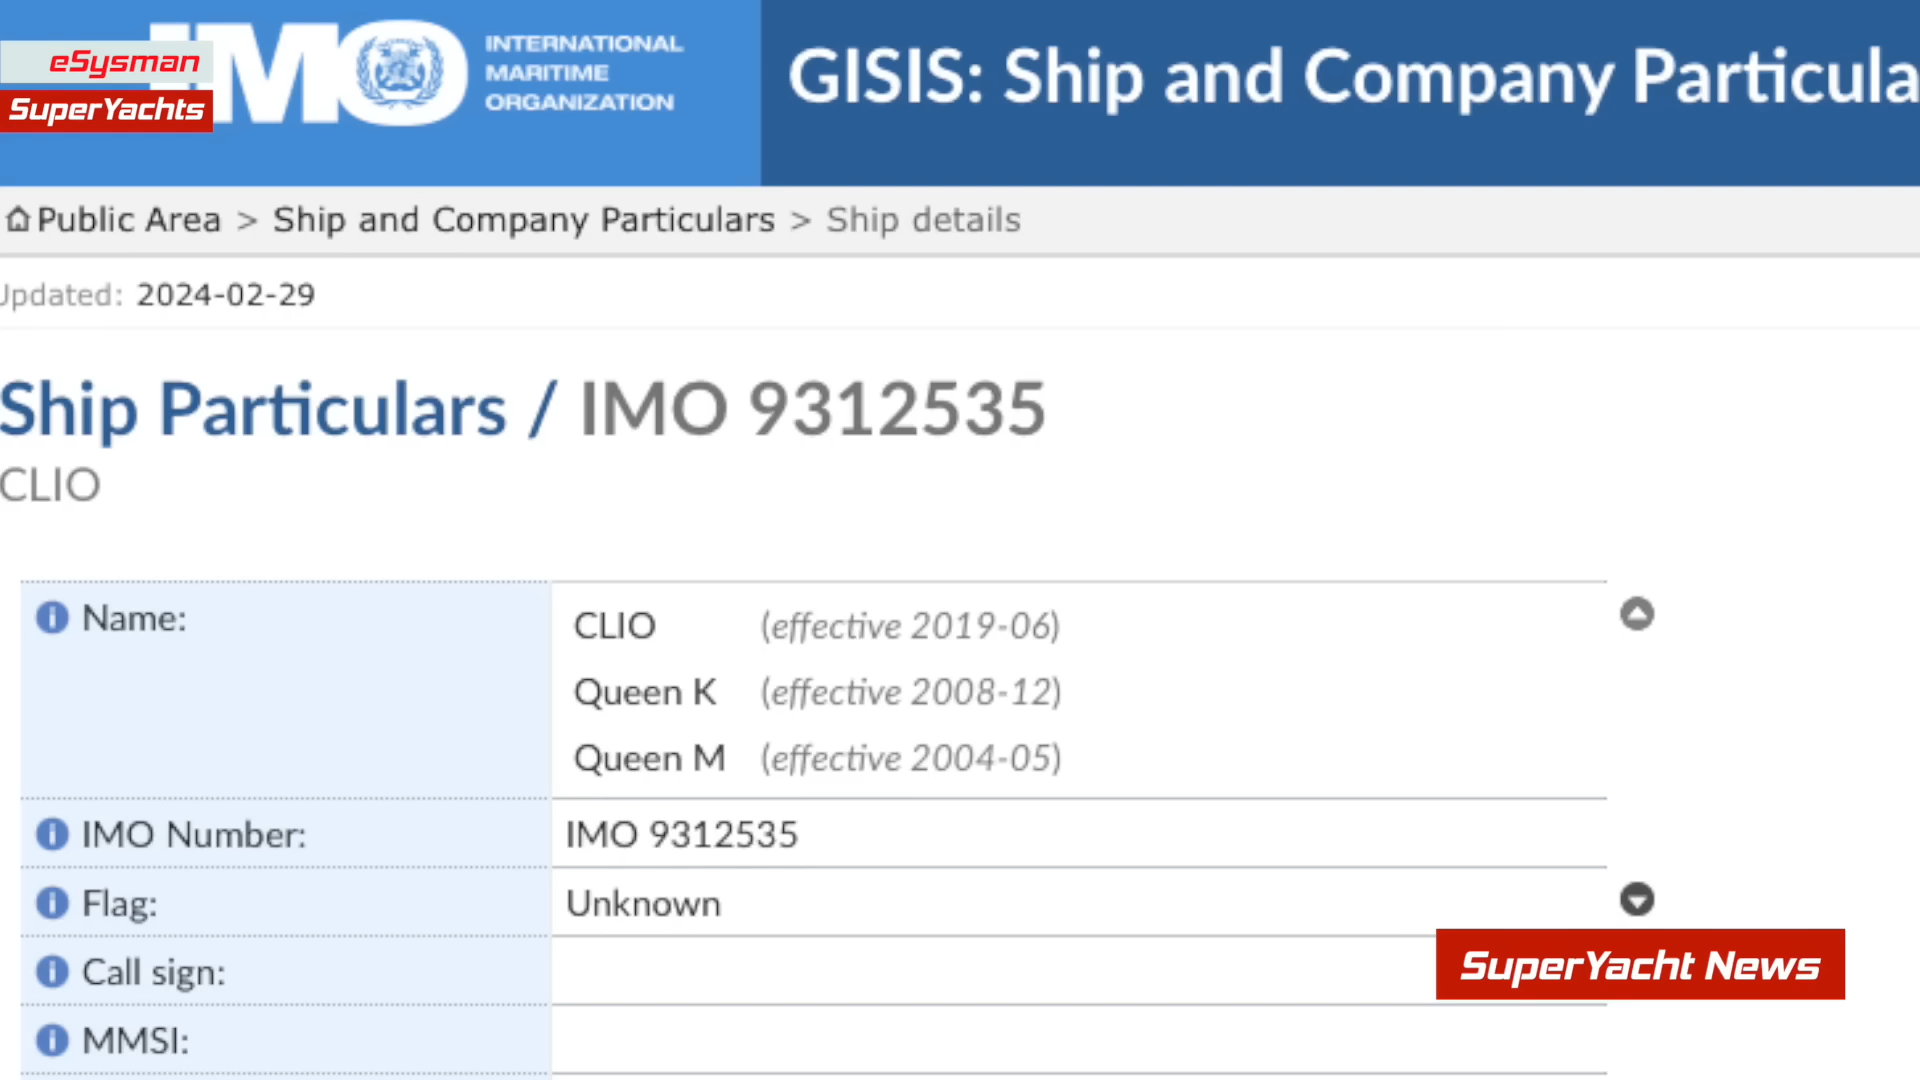 eSysman
SuperYachts
IMO
INTERNATIONAL
MARITIME
ORGANIZATION
GISIS: Ship and Company Particula
Public Area > Ship and Company Particulars > Ship details
Updated: 2024-02-29
Ship Particulars / IMO 9312535
CLIO
Name: CLIO (effective 2019-06)
Queen K (effective 2008-12)
Queen M (effective 2004-05)
IMO Number: IMO 9312535
Flag: Unknown
Call sign:
MMSI:
SuperYacht News